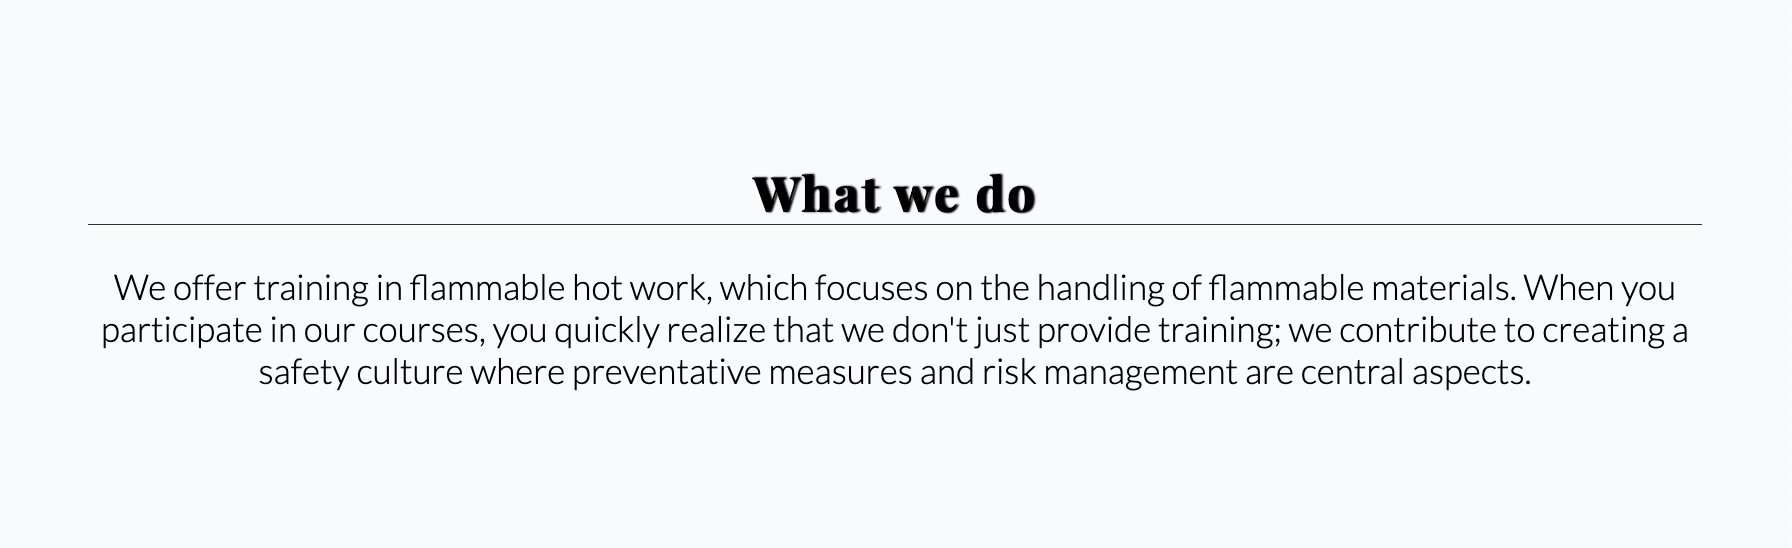 What we do
We offer training in flammable hot work, which focuses on the handling of flammable materials. When you
participate in our courses, you quickly realize that we don't just provide training; we contribute to creating a
safety culture where preventative measures and risk management are central aspects.